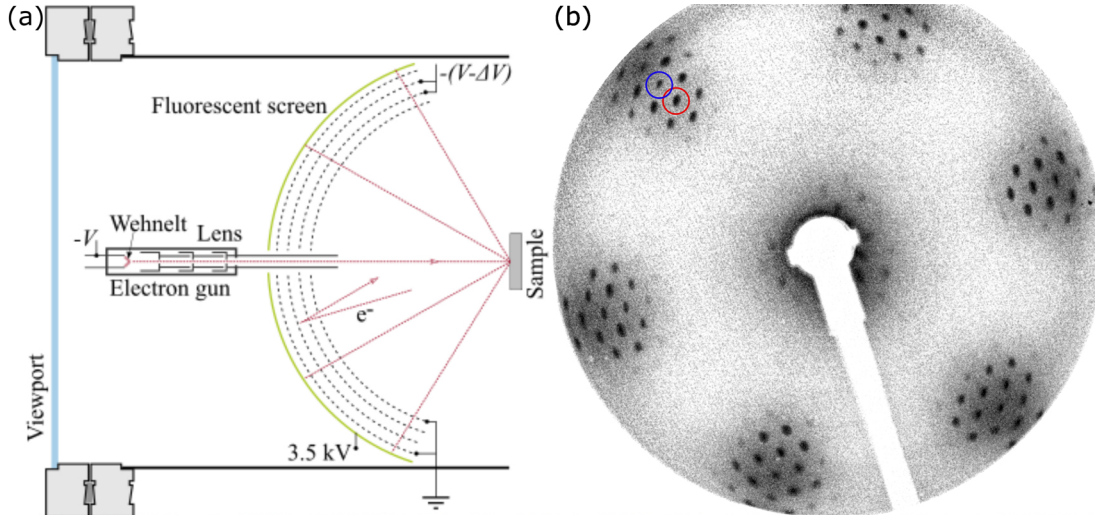 (a)
(b)
-(V-ΔV)
Fluorescent screen
Wehnelt
-V
Lens
Electron gun
e-
Sample
Viewport
3.5 kV